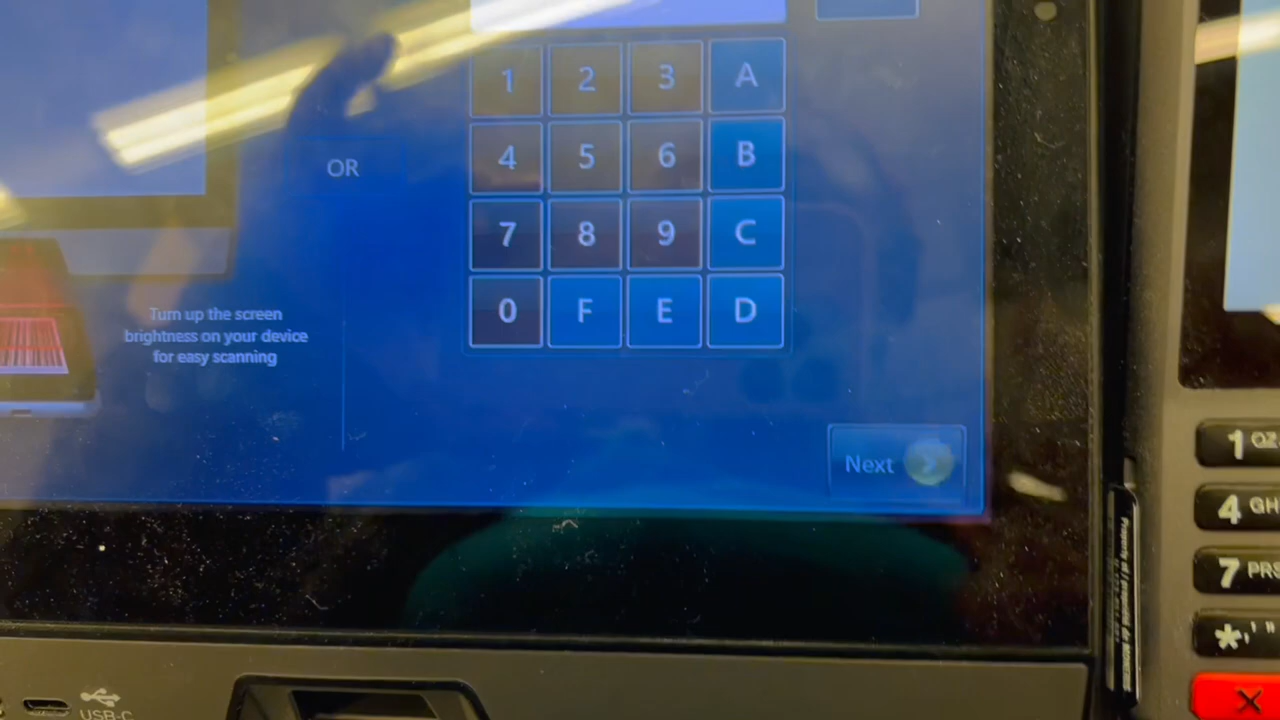 1 2 3 A
OR
4 5 6 B
7 8 9 C
0 F E D
Turn up the screen
brightness on your device
for easy scanning
Next
1 QZ
4 GH
7 PRS
*, ' "
USB-C